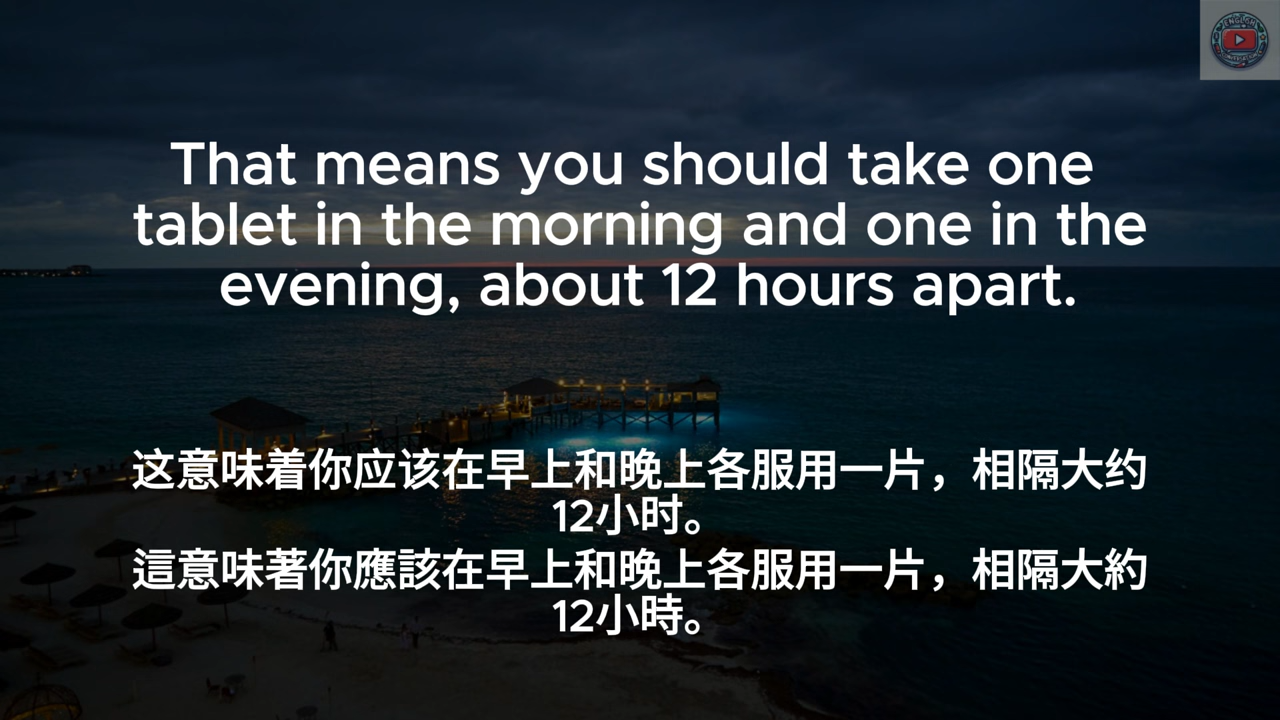 That means you should take one
tablet in the morning and one in the
evening, about 12 hours apart.
这意味着你应该在早上和晚上各服用一片，相隔大约
12小时。
這意味著你應該在早上和晚上各服用一片，相隔大約
12小時。